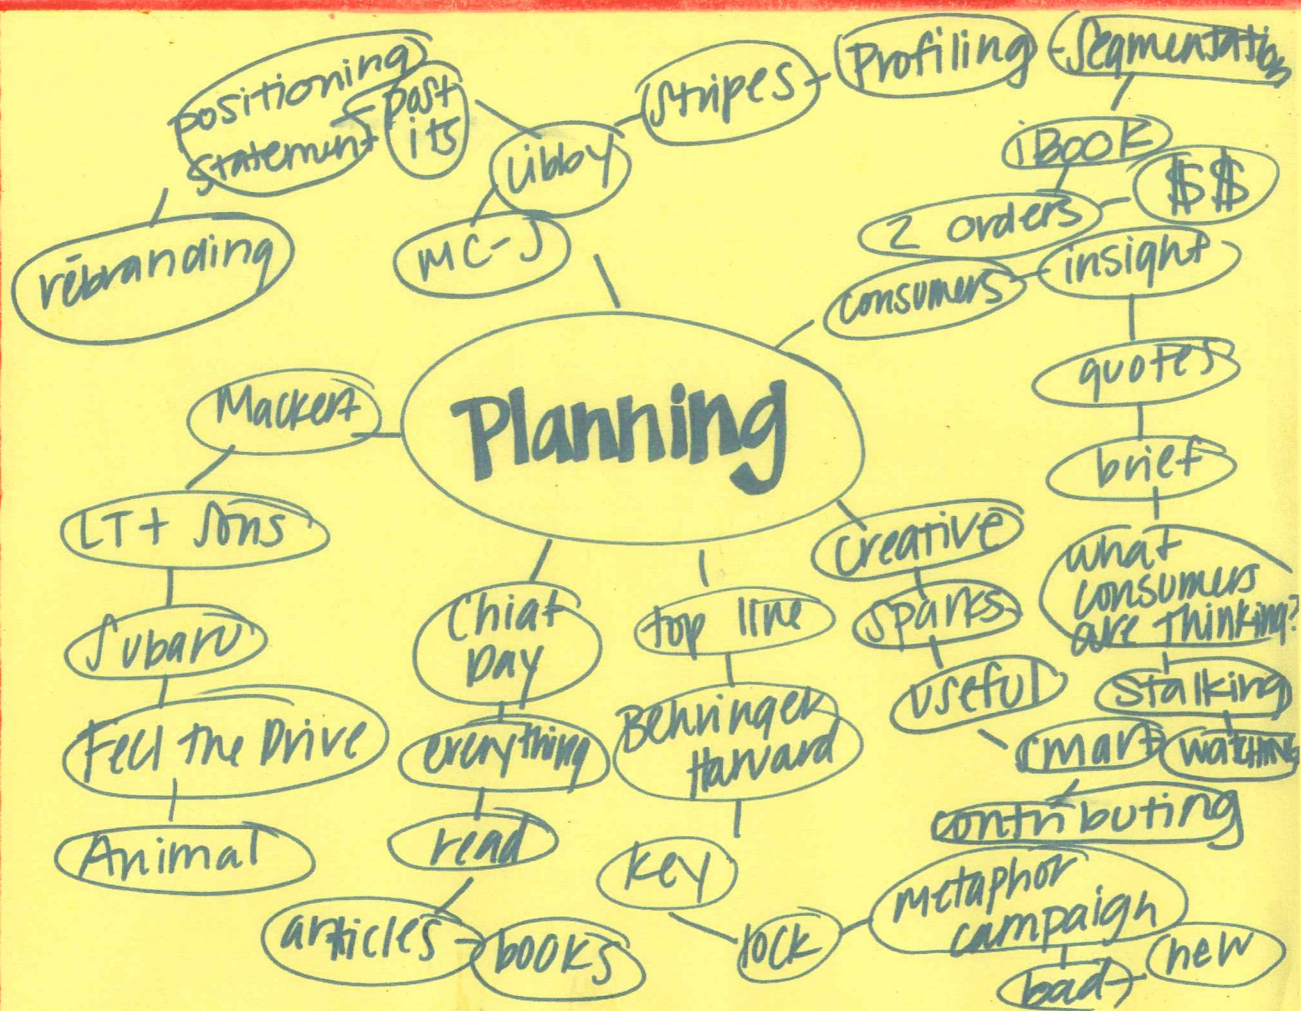 positioning
statement
post
its
Libby
Stripes
Profiling
Segmentation
iBook
$$
2 orders
MC-J
rebranding
consumers
insight
quotes
brief
what
consumers
are thinking?
stalking
watching
Planning
Mackert
LT + Sons
Subaru
Feel the Drive
Animal
Chiat
Day
everything
read
articles
books
top line
Behringer
Harvard
key
lock
metaphor
campaign
bad
new
creative
sparks
useful
smart
contributing